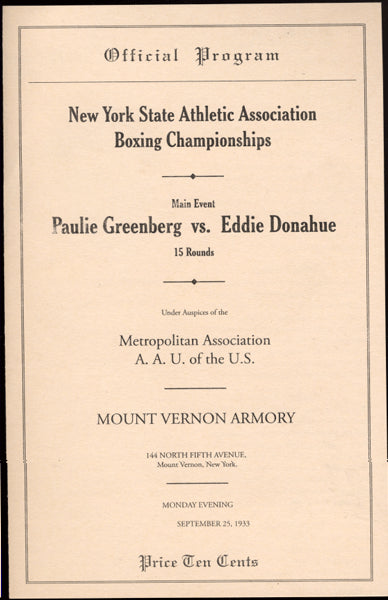 Official Program
New York State Athletic Association
Boxing Championships
Main Event
Paulie Greenberg vs. Eddie Donahue
15 Rounds
Under Auspices of the
Metropolitan Association
A. A. U. of the U.S.
MOUNT VERNON ARMORY
144 NORTH FIFTH AVENUE,
Mount Vernon, New York.
MONDAY EVENING
SEPTEMBER 25, 1933
Price Ten Cents